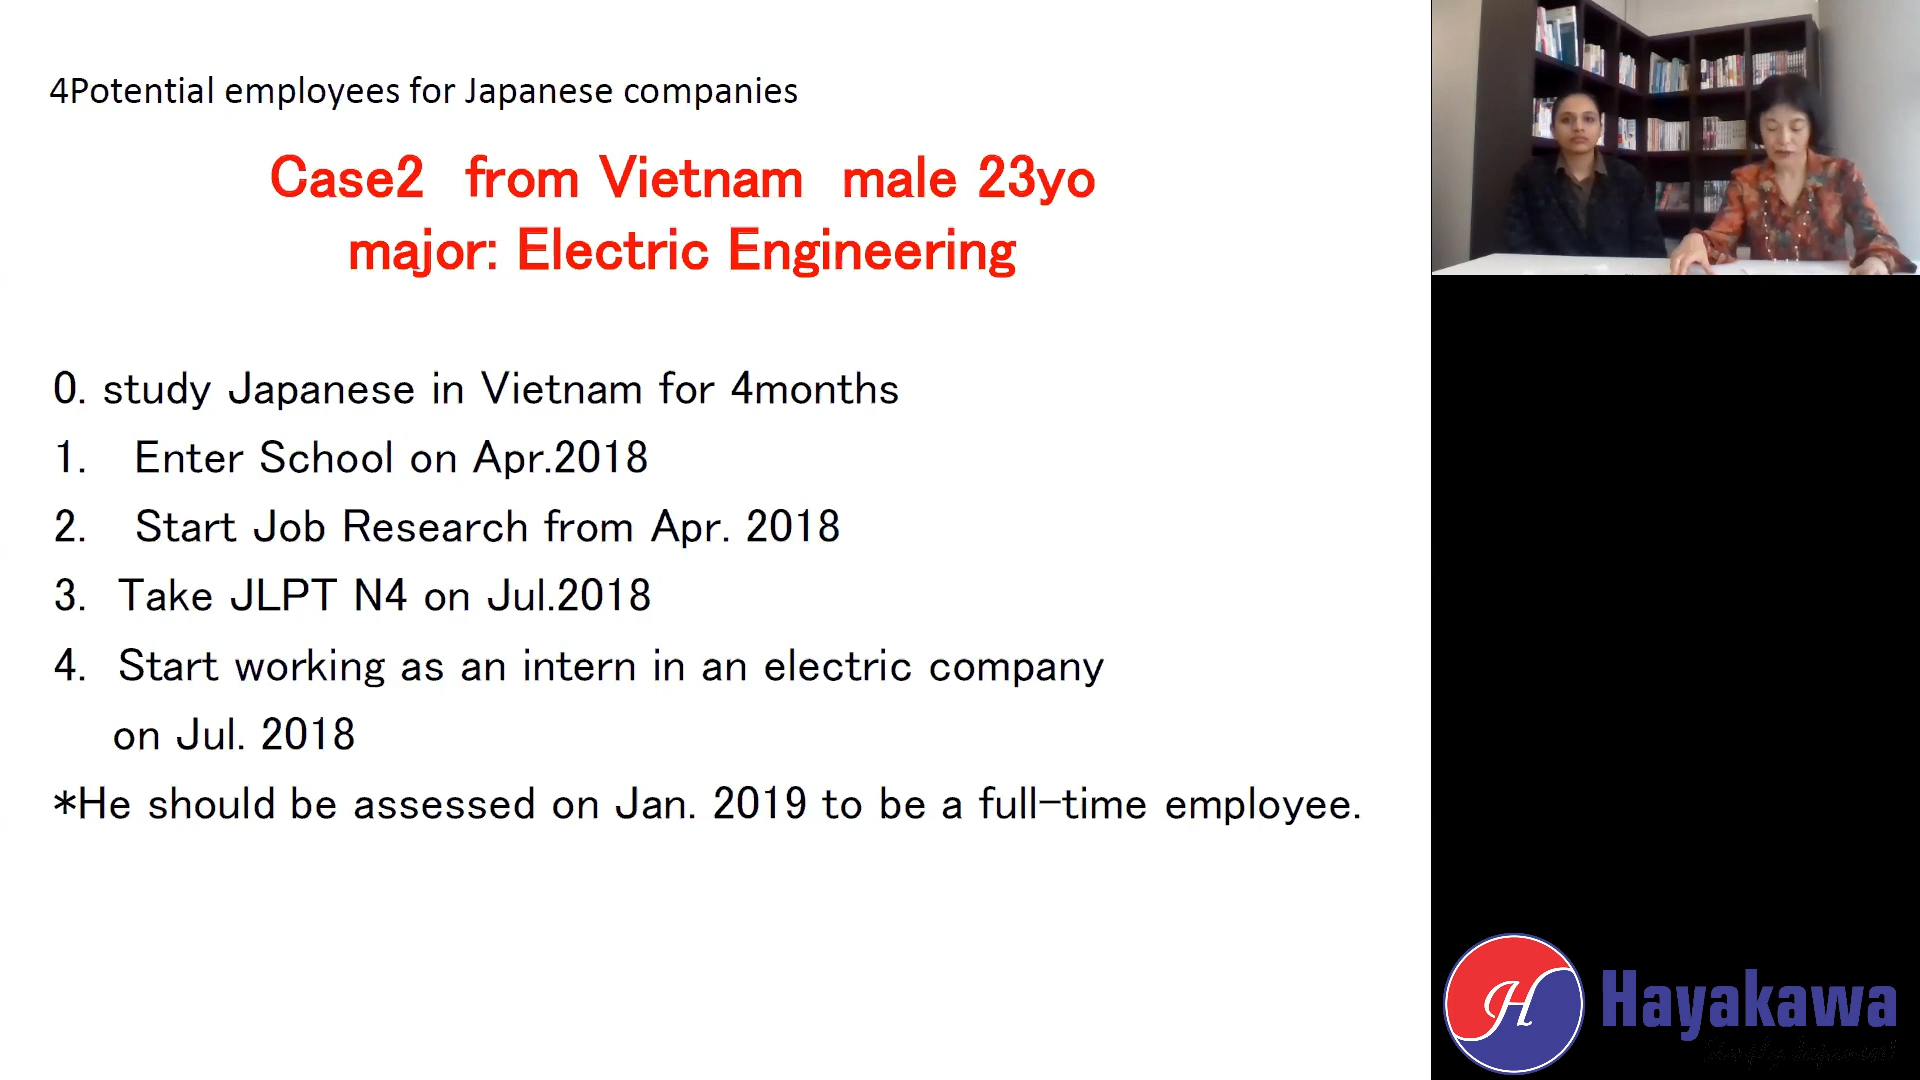 4Potential employees for Japanese companies
Case2 from Vietnam male 23yo
major: Electric Engineering
0. study Japanese in Vietnam for 4months
1. Enter School on Apr.2018
2. Start Job Research from Apr. 2018
3. Take JLPT N4 on Jul.2018
4. Start working as an intern in an electric company
on Jul. 2018
*He should be assessed on Jan. 2019 to be a full-time employee.
H Hayakawa